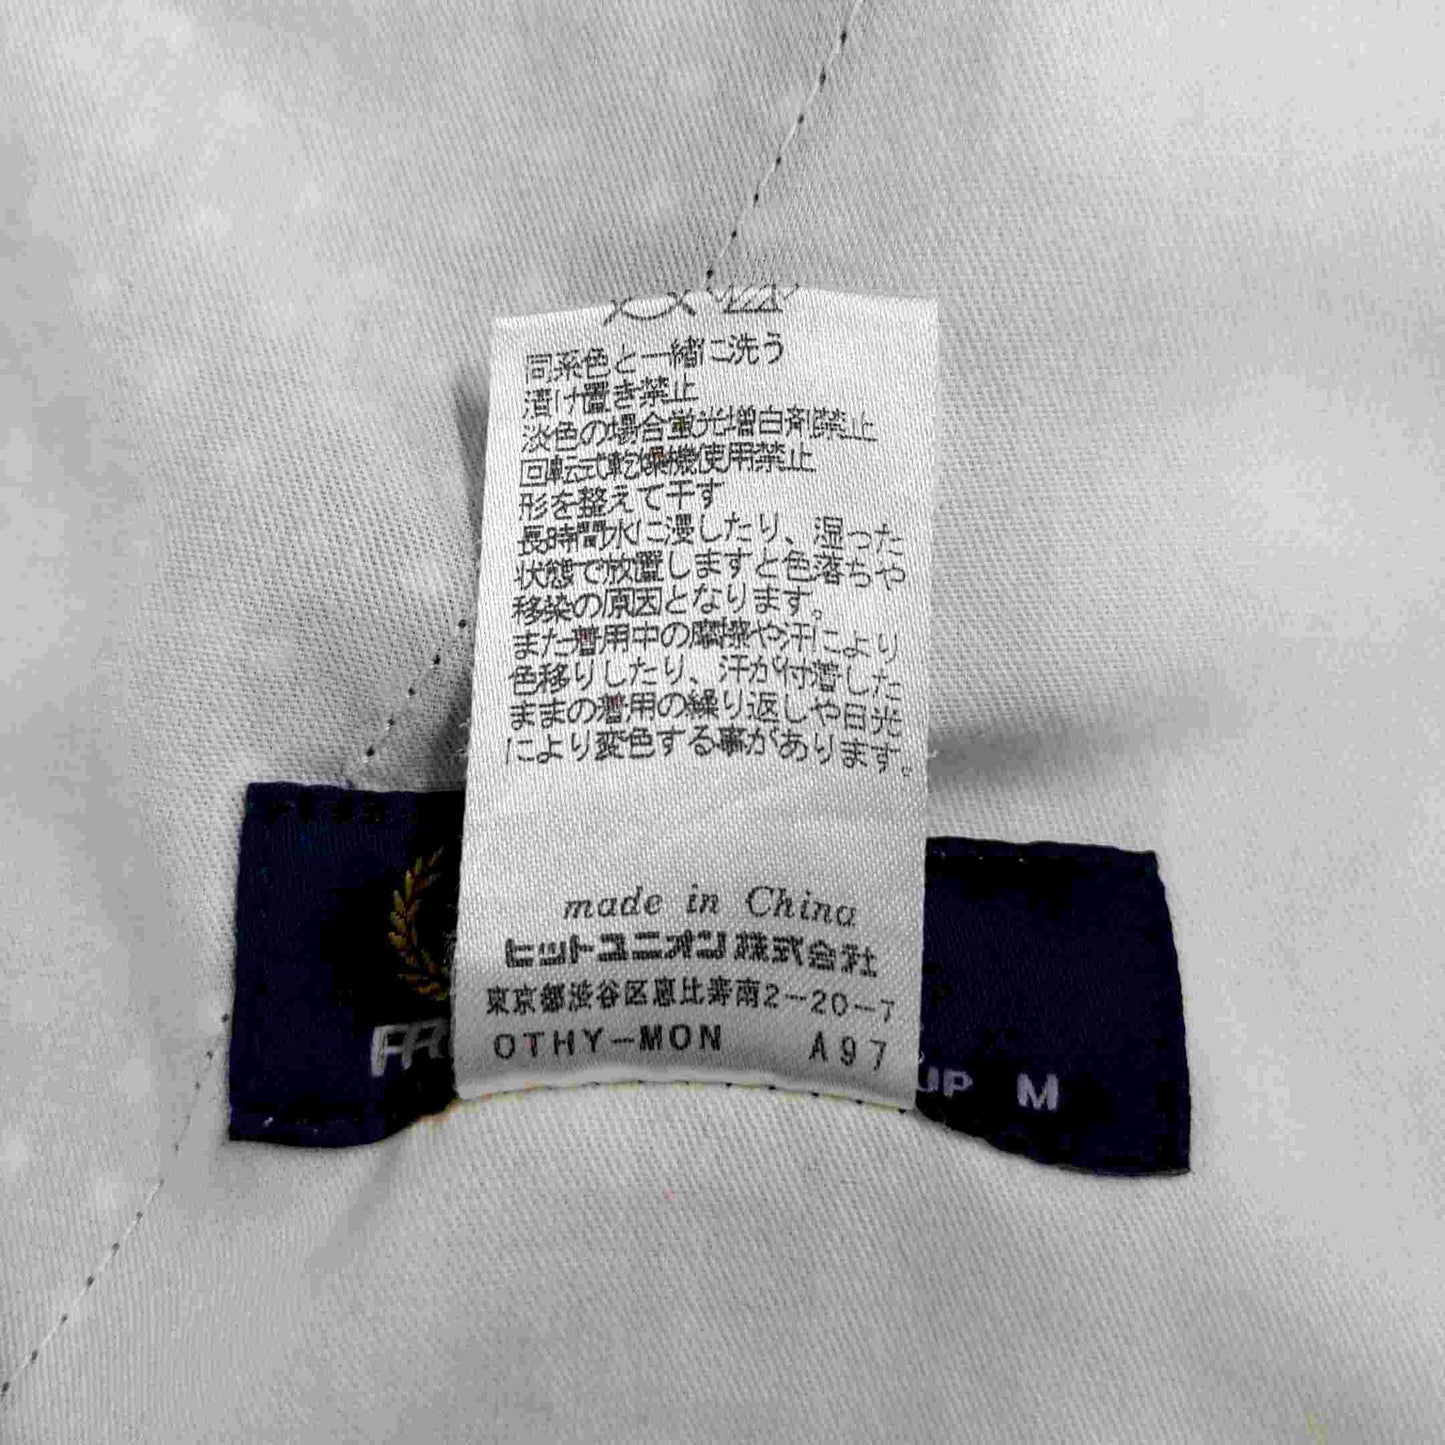 同系色と一緒に洗う
漬け置き禁止
淡色の場合蛍光増白剤禁止
回転式乾燥機使用禁止
形を整えて干す
長時間水に浸したり、湿った
状態で放置しますと色落ちや
移染の原因となります。
また着用中の摩擦や汗により
色移りしたり、汗が付着した
ままの着用の繰り返しや日光
により変色する事があります。
made in China
ヒットユニオン株式会社
東京都渋谷区恵比寿南2-20-7
OTHY-MON A97
UP M